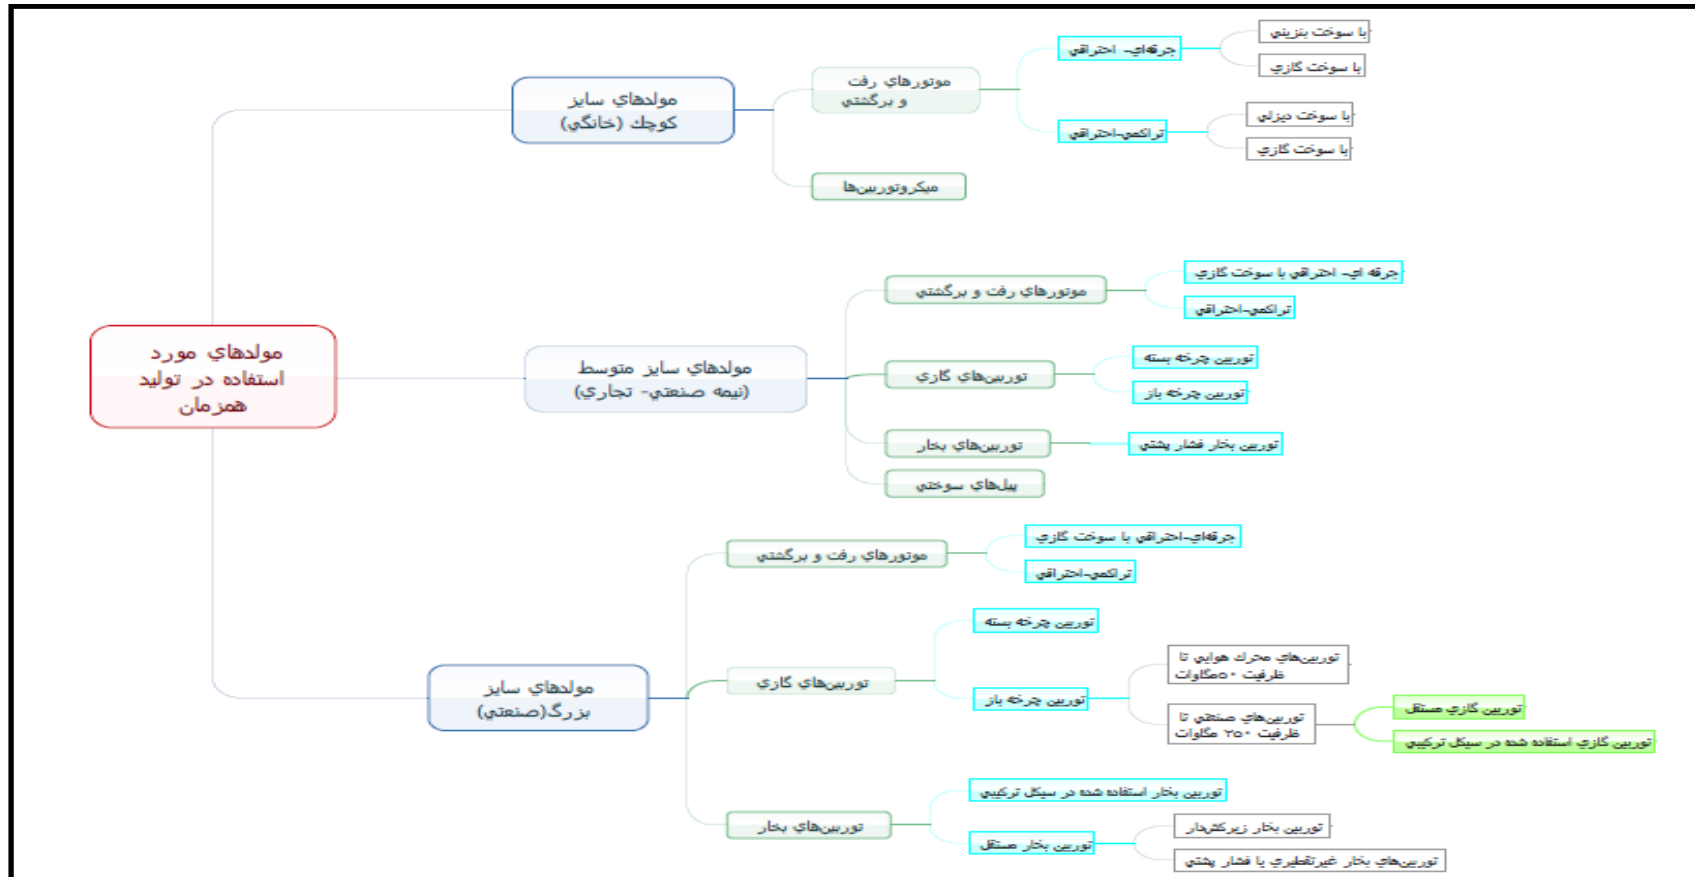 مولدهاي مورد
استفاده در توليد
همزمان
مولدهاي سايز
كوچك (خانگي)
موتورهاي رفت
و برگشتي
جرقه‌اي- احتراقي
با سوخت بنزيني
با سوخت گازي
تراكمي-احتراقي
با سوخت ديزلي
با سوخت گازي
ميكروتوربين‌ها
مولدهاي سايز متوسط
(نيمه صنعتي- تجاري)
موتورهاي رفت و برگشتي
جرقه اي- احتراقي با سوخت گازي
تراكمي-احتراقي
توربين‌هاي گازي
توربين چرخه بسته
توربين چرخه باز
توربين‌هاي بخار
توربين بخار فشار پشتي
پيل‌هاي سوختي
مولدهاي سايز
بزرگ(صنعتي)
موتورهاي رفت و برگشتي
جرقه‌اي-احتراقي با سوخت گازي
تراكمي-احتراقي
توربين‌هاي گازي
توربين چرخه بسته
توربين چرخه باز
توربين‌هاي محرك هوايي تا
ظرفيت ۵۰مگاوات
توربين‌هاي صنعتي تا
ظرفيت ۲۵۰ مگاوات
توربين گازي مستقل
توربين گازي استفاده شده در سيكل تركيبي
توربين‌هاي بخار
توربين بخار استفاده شده در سيكل تركيبي
توربين بخار مستقل
توربين بخار زيركش‌دار
توربين‌هاي بخار غيرتقطيري يا فشار پشتي